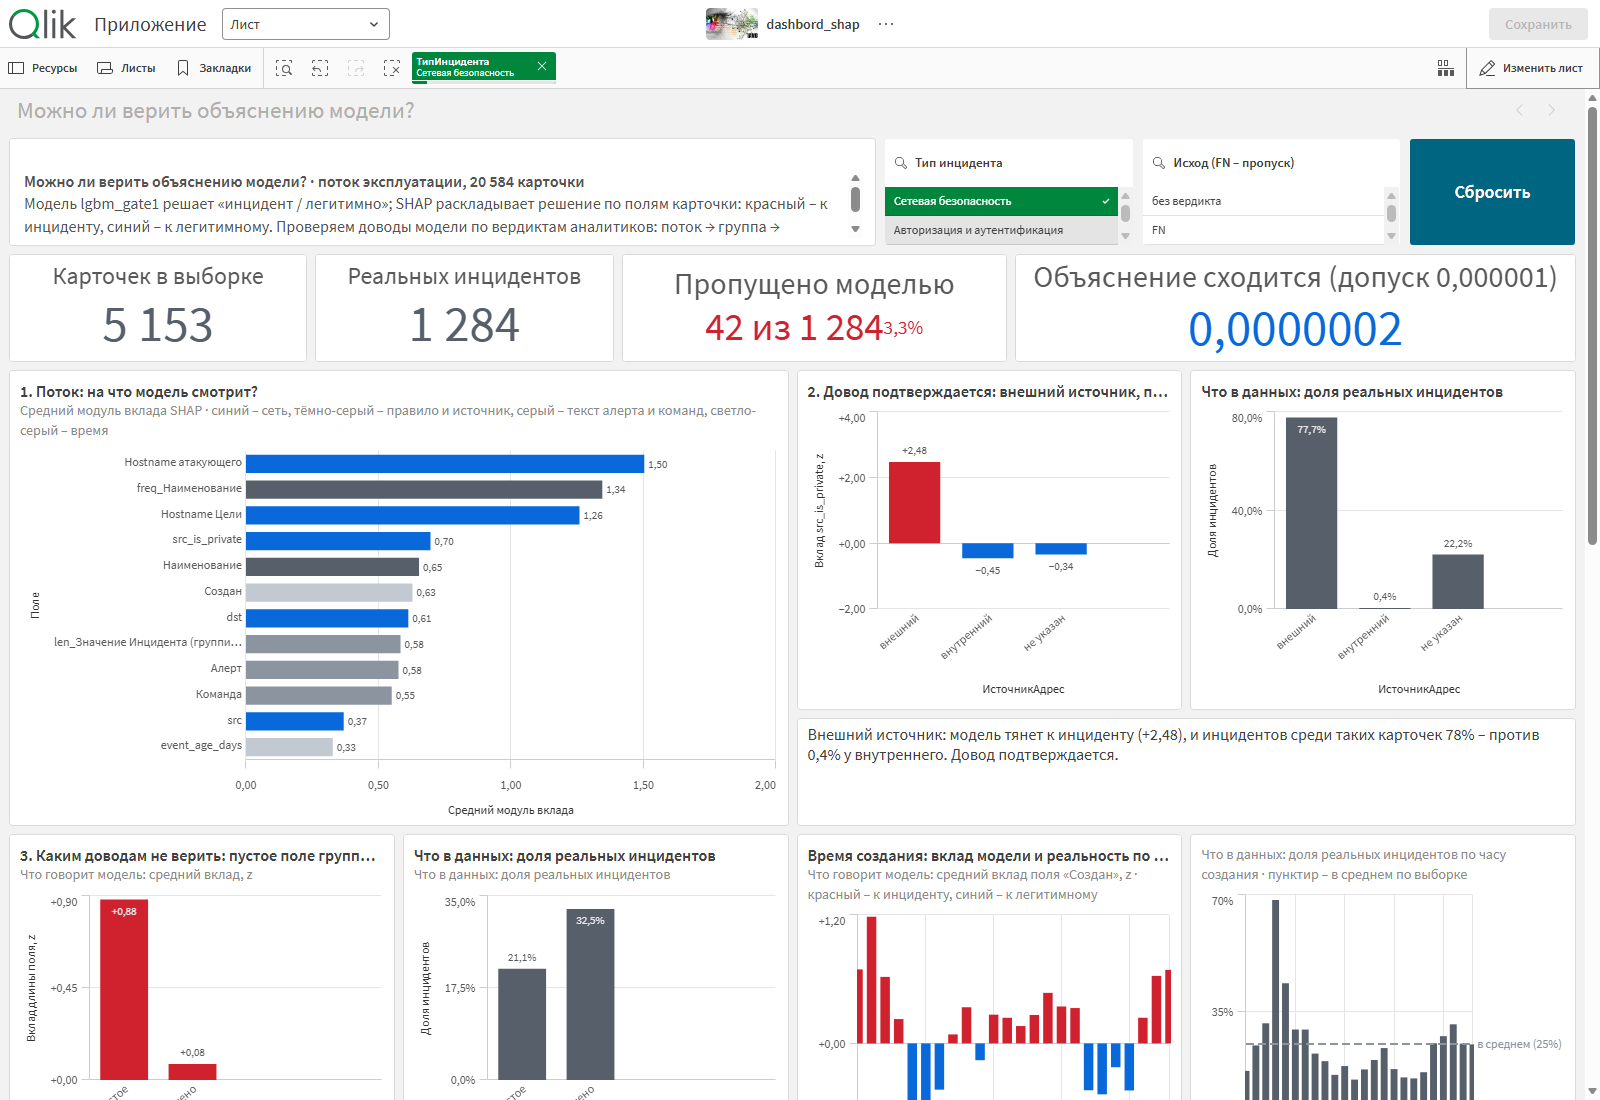 Qlik
Приложение
Лист
dashbord_shap
Сохранить
Ресурсы
Листы
Закладки
ТипИнцидента
Сетевая безопасность
Изменить лист
Можно ли верить объяснению модели?
Можно ли верить объяснению модели? · поток эксплуатации, 20 584 карточки
Модель lgbm_gate1 решает «инцидент / легитимно»; SHAP раскладывает решение по полям карточки: красный – к
инциденту, синий – к легитимному. Проверяем доводы модели по вердиктам аналитиков: поток → группа →
Тип инцидента
Сетевая безопасность
Авторизация и аутентификация
Исход (FN – пропуск)
без вердикта
FN
Сбросить
Карточек в выборке
5 153
Реальных инцидентов
1 284
Пропущено моделью
42 из 1 284 3,3%
Объяснение сходится (допуск 0,000001)
0,0000002
1. Поток: на что модель смотрит?
Средний модуль вклада SHAP · синий – сеть, тёмно-серый – правило и источник, серый – текст алерта и команд, светло-
серый – время
Поле
Hostname атакующего
1,50
freq_Наименование
1,34
Hostname Цели
1,26
src_is_private
0,70
Наименование
0,65
Создан
0,63
dst
0,61
len_Значение Инцидента (группи...
0,58
Алерт
0,58
Команда
0,55
src
0,37
event_age_days
0,33
0,00
0,50
1,00
1,50
2,00
Средний модуль вклада
2. Довод подтверждается: внешний источник, п...
Вклад src_is_private, z
+4,00
+2,00
+0,00
−2,00
+2,48
−0,45
−0,34
внешний
внутренний
не указан
ИсточникАдрес
Что в данных: доля реальных инцидентов
Доля инцидентов
80,0%
40,0%
0,0%
77,7%
0,4%
22,2%
внешний
внутренний
не указан
ИсточникАдрес
Внешний источник: модель тянет к инциденту (+2,48), и инцидентов среди таких карточек 78% – против
0,4% у внутреннего. Довод подтверждается.
3. Каким доводам не верить: пустое поле групп...
Что говорит модель: средний вклад, z
Вклад длины поля, z
+0,90
+0,45
+0,00
+0,88
+0,08
Что в данных: доля реальных инцидентов
Что в данных: доля реальных инцидентов
Доля инцидентов
35,0%
17,5%
0,0%
21,1%
32,5%
Время создания: вклад модели и реальность по ...
Что говорит модель: средний вклад поля «Создан», z ·
красный – к инциденту, синий – к легитимному
+1,20
+0,00
Что в данных: доля реальных инцидентов по часу
создания · пунктир – в среднем по выборке
70%
35%
в среднем (25%)